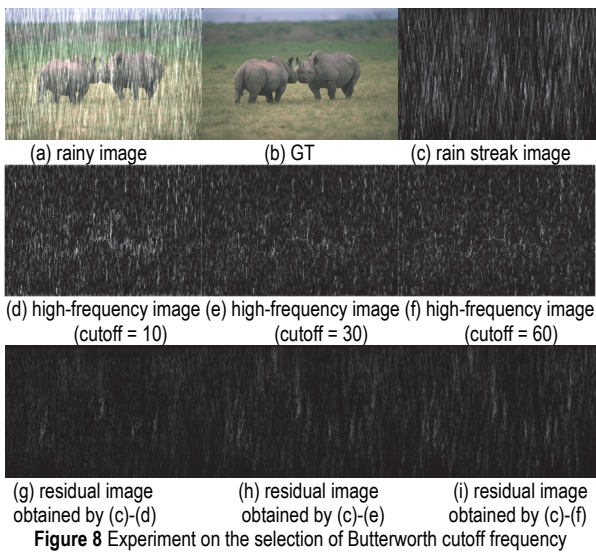 (a) rainy image (b) GT (c) rain streak image
(d) high-frequency image (e) high-frequency image (f) high-frequency image
(cutoff = 10) (cutoff = 30) (cutoff = 60)
(g) residual image (h) residual image (i) residual image
obtained by (c)-(d) obtained by (c)-(e) obtained by (c)-(f)
Figure 8 Experiment on the selection of Butterworth cutoff frequency